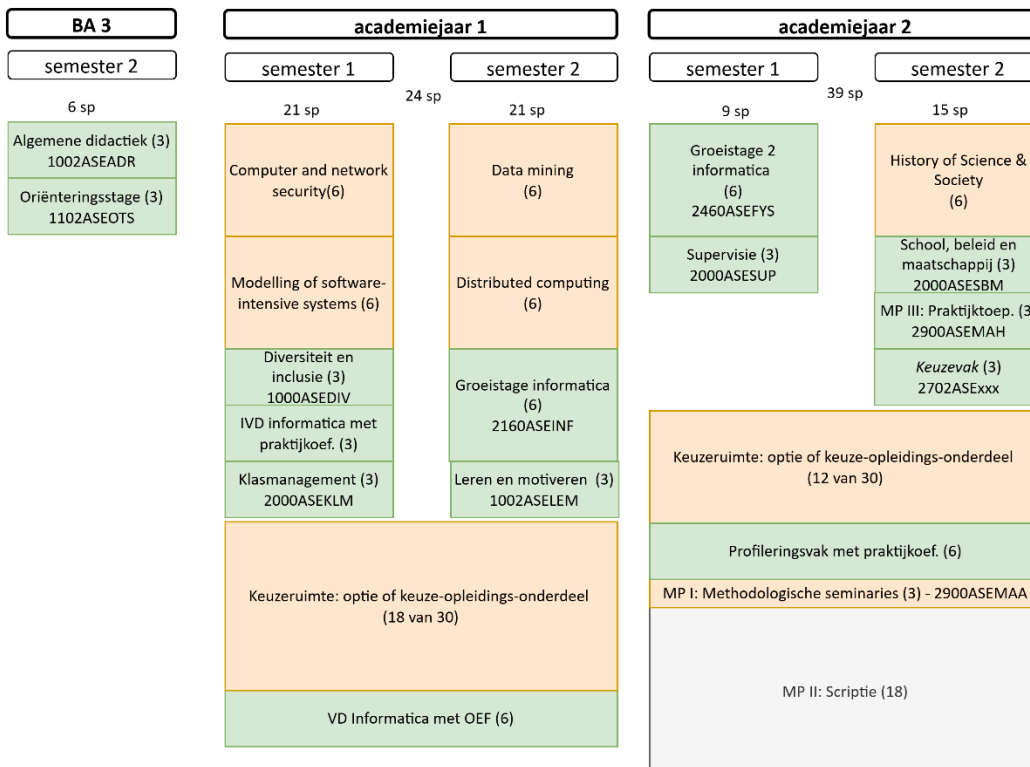 BA 3
academiejaar 1
academiejaar 2
semester 2
semester 1
semester 2
semester 1
semester 2
6 sp
21 sp
24 sp
21 sp
9 sp
39 sp
15 sp
Algemene didactiek (3)
1002ASEADR
Oriënteringsstage (3)
1102ASEOTS
Computer and network
security(6)
Modelling of software-
intensive systems (6)
Diversiteit en
inclusie (3)
1000ASEDIV
IVD informatica met
praktijkoef. (3)
Klasmanagement (3)
2000ASEKLM
Data mining
(6)
Distributed computing
(6)
Groeistage informatica
(6)
2160ASEINF
Leren en motiveren (3)
1002ASELEM
Keuzeruimte: optie of keuze-opleidings-onderdeel
(18 van 30)
VD Informatica met OEF (6)
Groeistage 2
informatica
(6)
2460ASEFYS
Supervisie (3)
2000ASESUP
History of Science &
Society
(6)
School, beleid en
maatschappij (3)
2000ASESBM
MP III: Praktijktoep. (3
2900ASEMAH
Keuzevak (3)
2702ASExxx
Keuzeruimte: optie of keuze-opleidings-onderdeel
(12 van 30)
Profileringsvak met praktijkoef. (6)
MP I: Methodologische seminaries (3) - 2900ASEMAA
MP II: Scriptie (18)